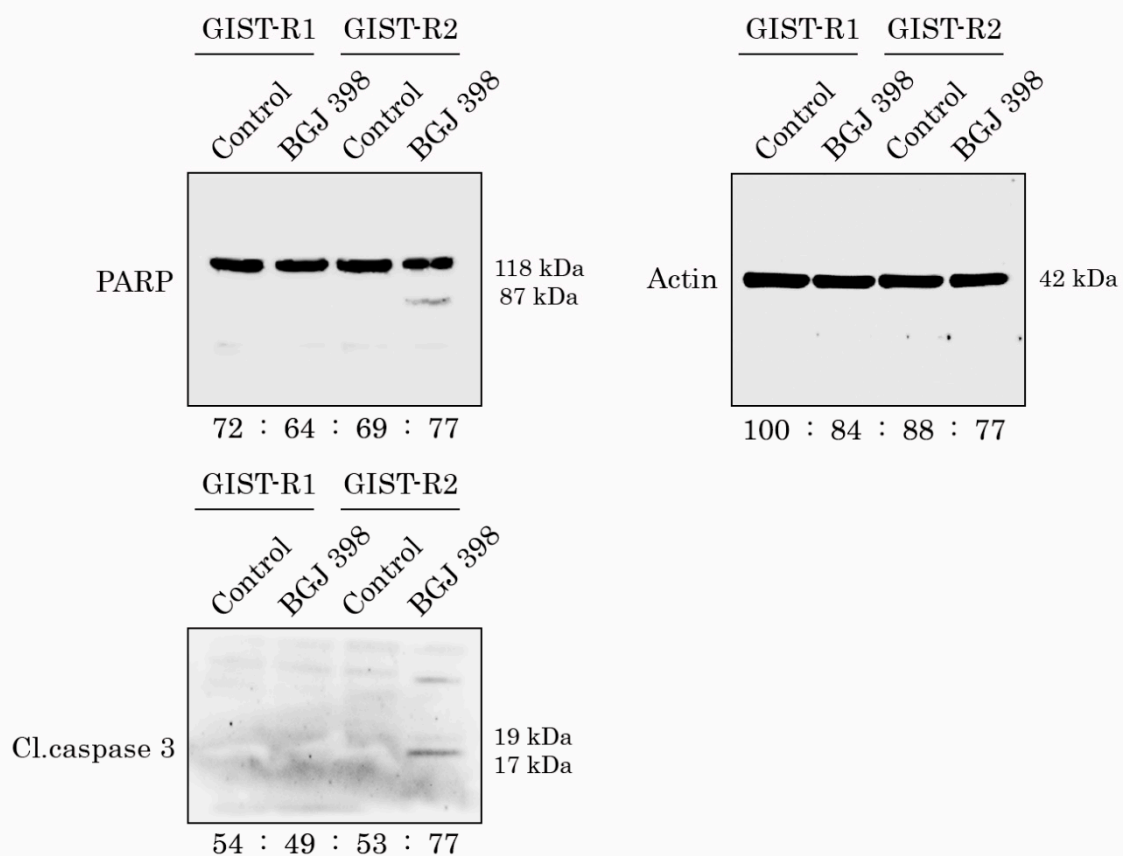 GIST-R1 GIST-R2
Control BGJ 398 Control BGJ 398
PARP
118 kDa
87 kDa
72 : 64 : 69 : 77
GIST-R1 GIST-R2
Control BGJ 398 Control BGJ 398
Actin
42 kDa
100 : 84 : 88 : 77
GIST-R1 GIST-R2
Control BGJ 398 Control BGJ 398
Cl.caspase 3
19 kDa
17 kDa
54 : 49 : 53 : 77